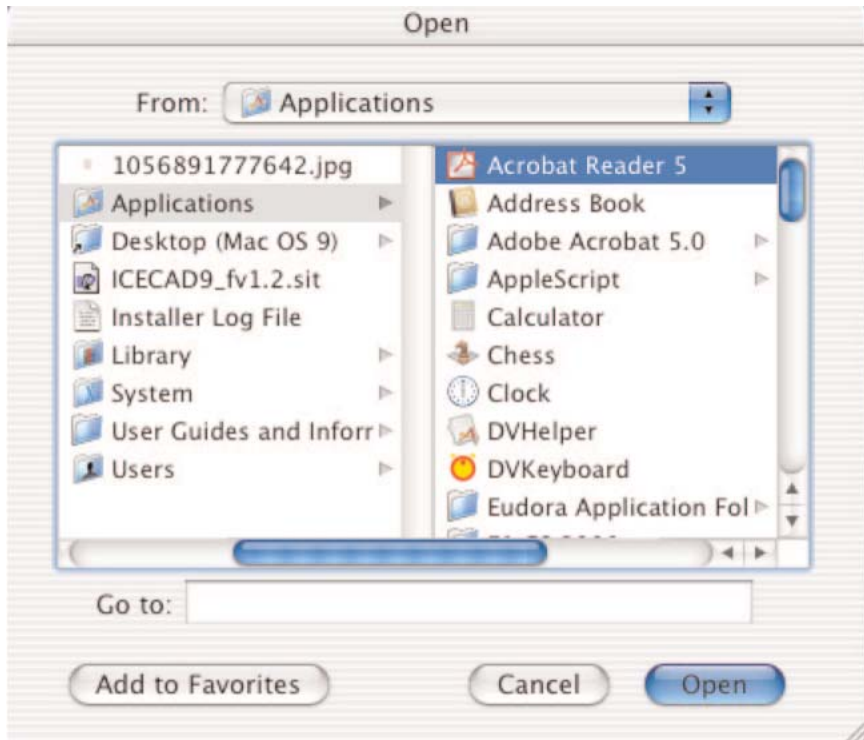 Open
From: Applications
1056891777642.jpg
Applications
Desktop (Mac OS 9)
ICECAD9_fv1.2.sit
Installer Log File
Library
System
User Guides and Inforr
Users
Acrobat Reader 5
Address Book
Adobe Acrobat 5.0
AppleScript
Calculator
Chess
Clock
DVHelper
DVKeyboard
Eudora Application Fol
Go to:
Add to Favorites
Cancel
Open